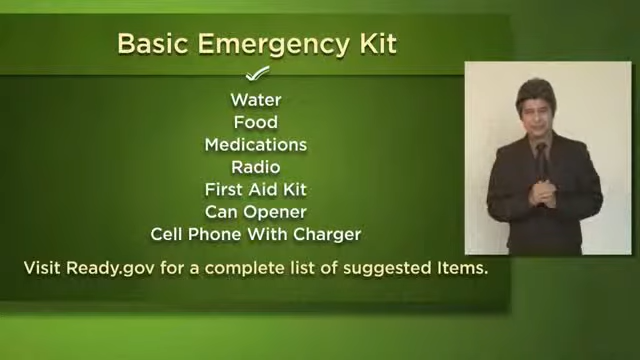 Basic Emergency Kit
Water
Food
Medications
Radio
First Aid Kit
Can Opener
Cell Phone With Charger
Visit Ready.gov for a complete list of suggested Items.